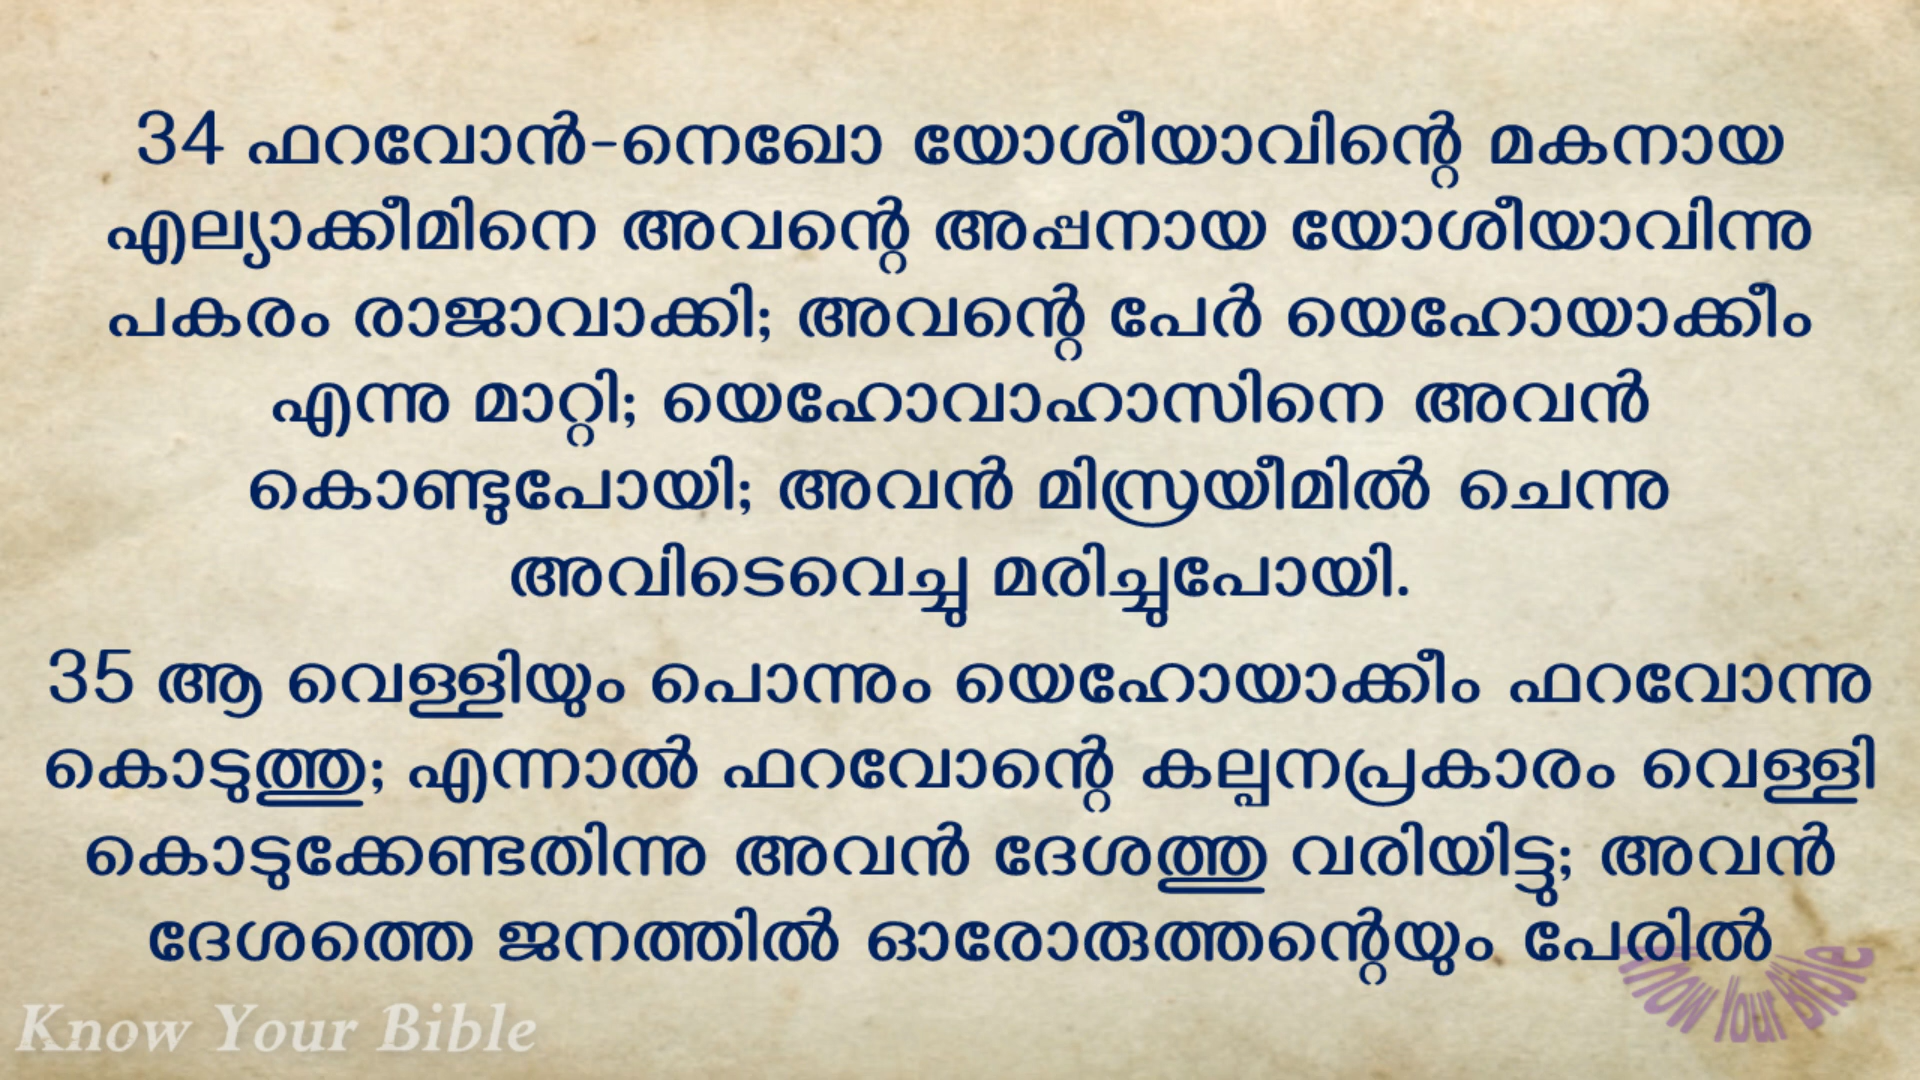 34 ഫറവോൻ-നെഖോ യോശീയാവിന്റെ മകനായ
എല്യാക്കീമിനെ അവന്റെ അപ്പനായ യോശീയാവിന്നു
പകരം രാജാവാക്കി; അവന്റെ പേർ യെഹോയാക്കീം
എന്നു മാറ്റി; യെഹോവാഹാസിനെ അവൻ
കൊണ്ടുപോയി; അവൻ മിസ്രയീമിൽ ചെന്നു
അവിടെവെച്ചു മരിച്ചുപോയി.
35 ആ വെള്ളിയും പൊന്നും യെഹോയാക്കീം ഫറവോന്നു
കൊടുത്തു; എന്നാൽ ഫറവോന്റെ കല്പനപ്രകാരം വെള്ളി
കൊടുക്കേണ്ടതിന്നു അവൻ ദേശത്തു വരിയിട്ടു; അവൻ
ദേശത്തെ ജനത്തിൽ ഓരോരുത്തന്റെയും പേരിൽ
Know Your Bible
Know Your Bible